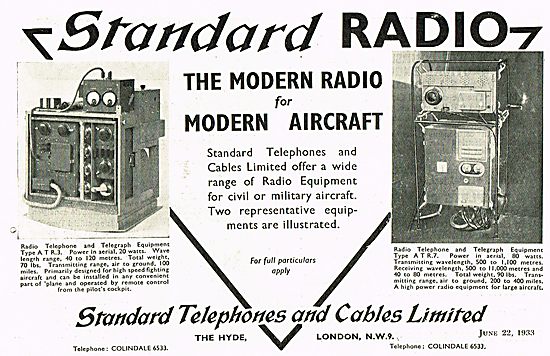 Standard RADIO
THE MODERN RADIO
for
MODERN AIRCRAFT
Standard Telephones and
Cables Limited offer a wide
range of Radio Equipment
for civil or military aircraft.
Two representative equip-
ments are illustrated.
For full particulars
apply
Radio Telephone and Telegraph Equipment
Type A T R.3. Power in aerial, 20 watts. Wave
length range, 40 to 120 metres. Total weight,
70 lbs. Transmitting range, air to ground, 100
miles. Primarily designed for high speed fighting
aircraft and can be installed in any convenient
part of 'plane and operated by remote control
from the pilot's cockpit.
Radio Telephone and Telegraph Equipment
Type A T R.7. Power in aerial, 80 watts.
Transmitting wavelength, 500 to 1,100 metres.
Receiving wavelength, 500 to 11,000 metres and
40 to 80 metres. Total weight, 90 lbs. Trans-
mitting range, air to ground, 200 to 400 miles.
A high power radio equipment for large aircraft.
Standard Telephones and Cables Limited
THE HYDE, LONDON, N.W.9.
JUNE 22, 1933
Telephone: COLINDALE 6533.
Telephone: COLINDALE 6533.